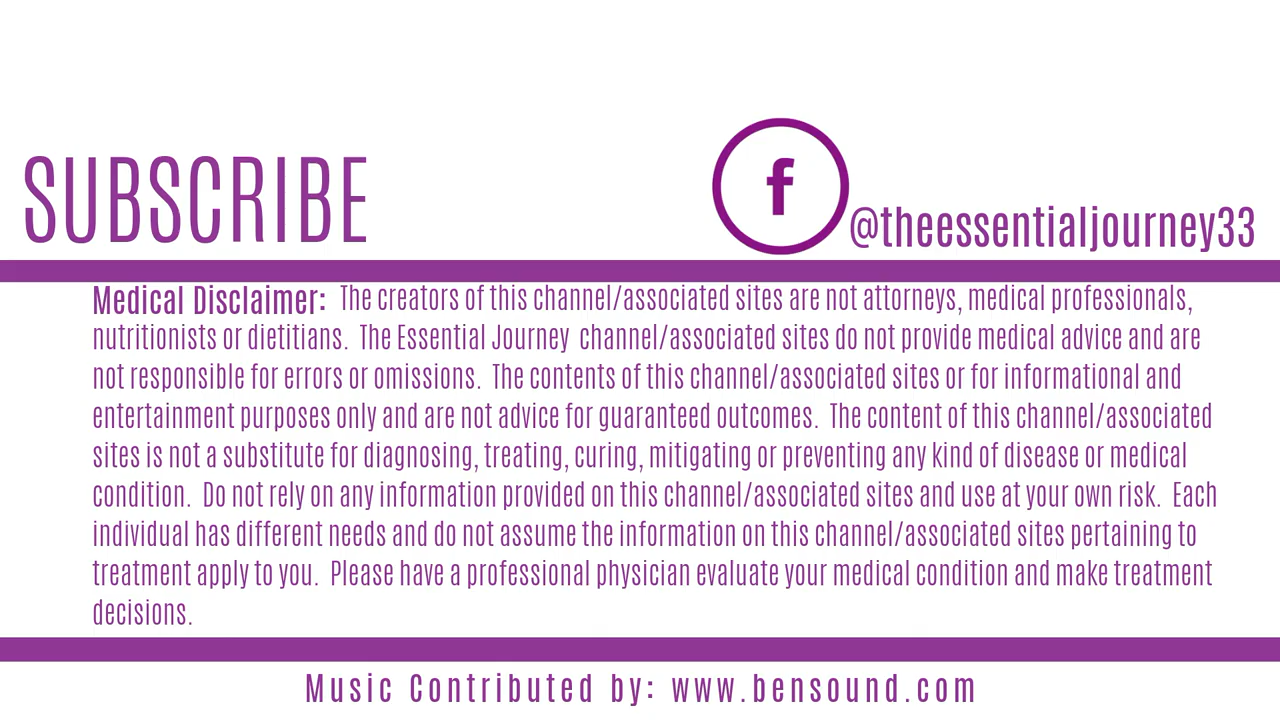 SUBSCRIBE
f
@theessentialjourney33
Medical Disclaimer: The creators of this channel/associated sites are not attorneys, medical professionals,
nutritionists or dietitians. The Essential Journey channel/associated sites do not provide medical advice and are
not responsible for errors or omissions. The contents of this channel/associated sites or for informational and
entertainment purposes only and are not advice for guaranteed outcomes. The content of this channel/associated
sites is not a substitute for diagnosing, treating, curing, mitigating or preventing any kind of disease or medical
condition. Do not rely on any information provided on this channel/associated sites and use at your own risk. Each
individual has different needs and do not assume the information on this channel/associated sites pertaining to
treatment apply to you. Please have a professional physician evaluate your medical condition and make treatment
decisions.
Music Contributed by: www.bensound.com